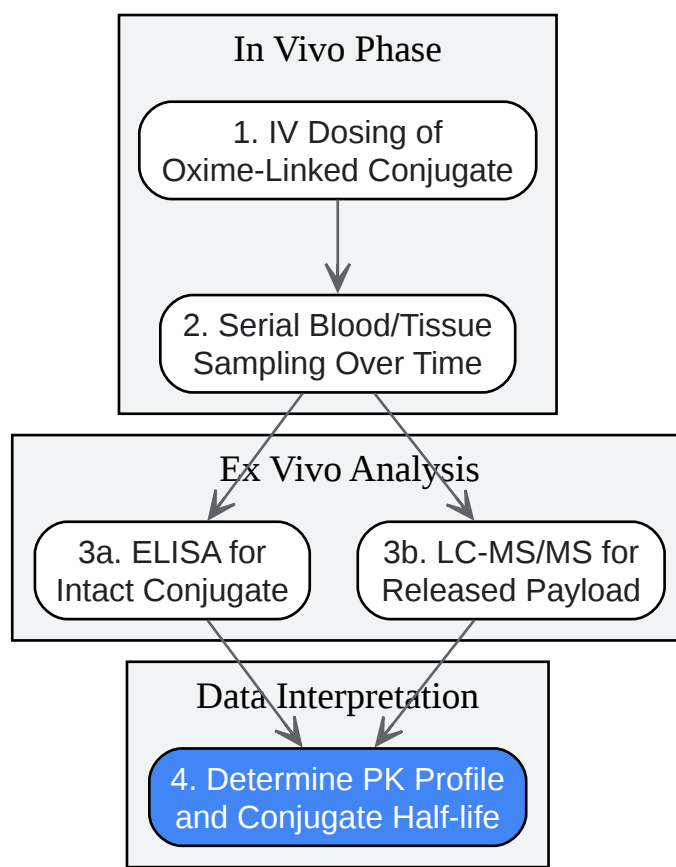 In Vivo Phase
1. IV Dosing of
Oxime-Linked Conjugate
2. Serial Blood/Tissue
Sampling Over Time
Ex Vivo Analysis
3a. ELISA for
Intact Conjugate
3b. LC-MS/MS for
Released Payload
Data Interpretation
4. Determine PK Profile
and Conjugate Half-life